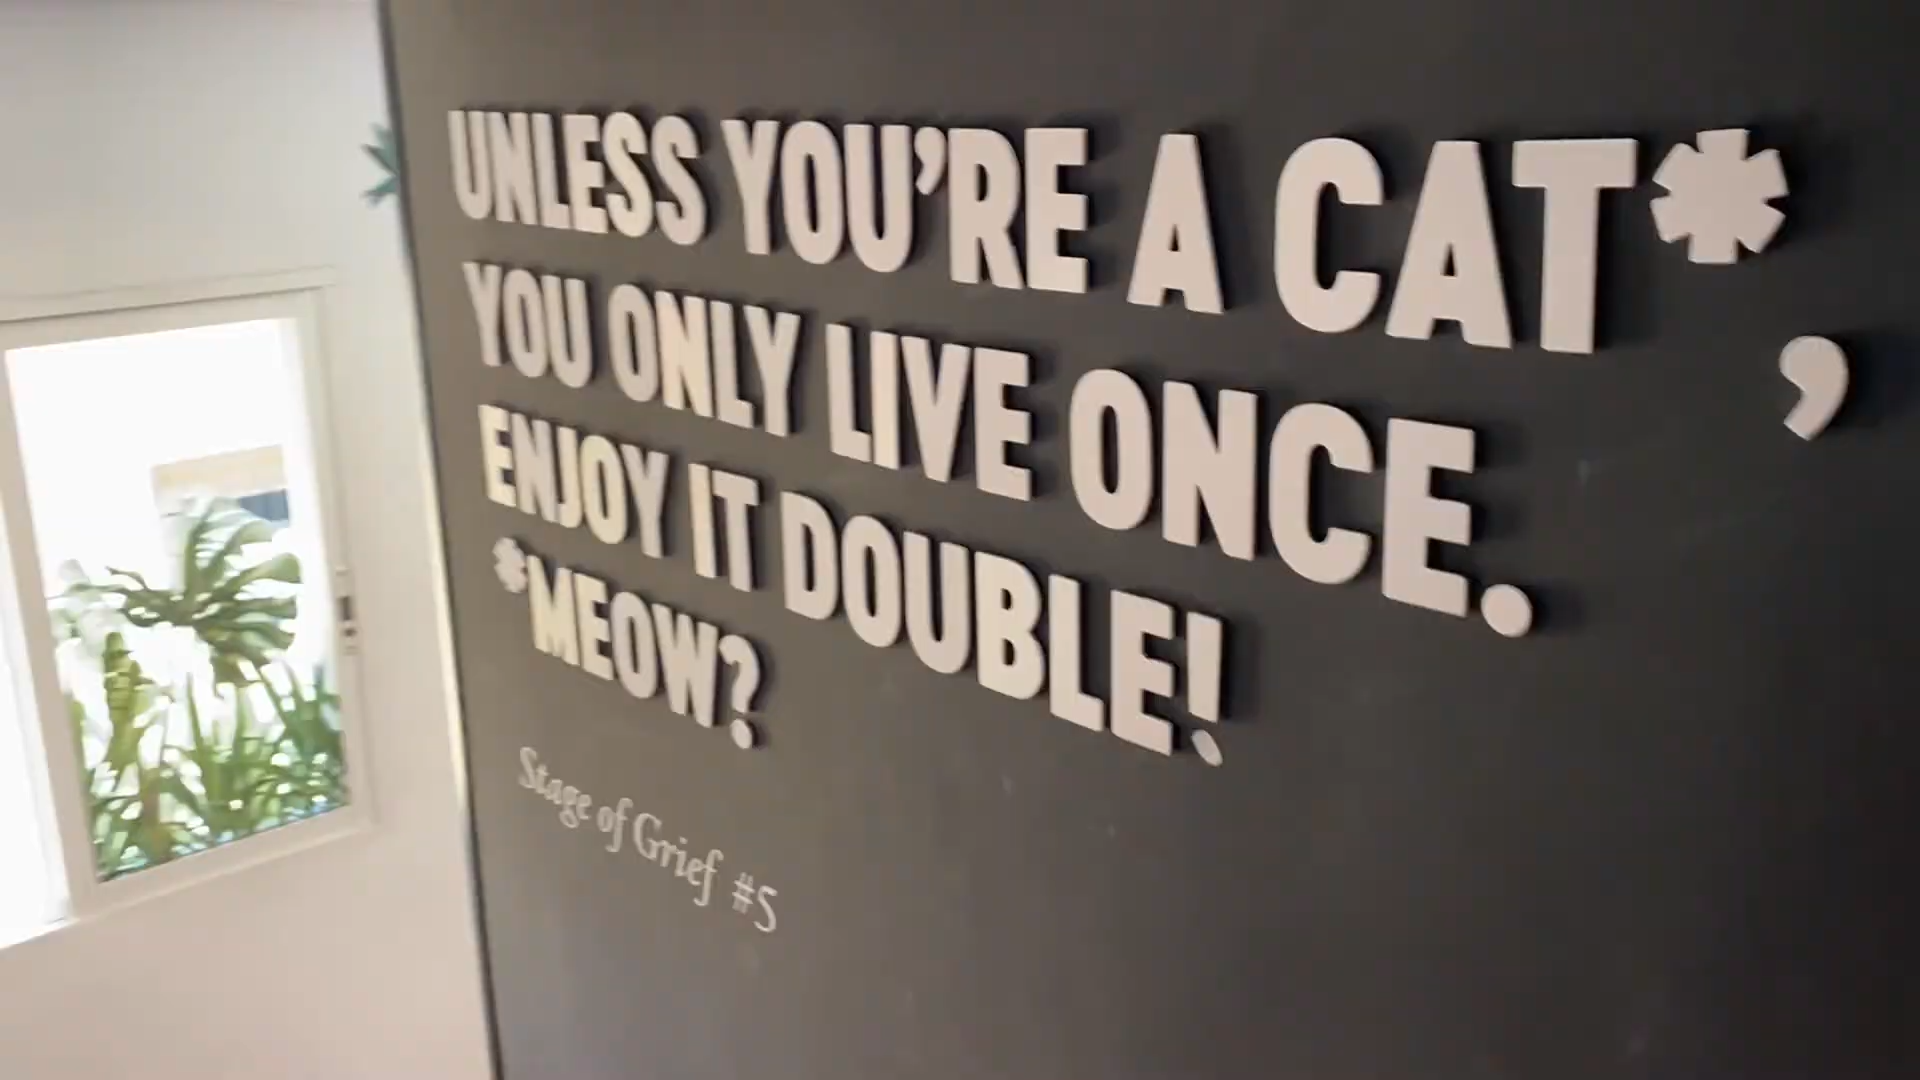 UNLESS YOU'RE A CAT*,
YOU ONLY LIVE ONCE.
ENJOY IT DOUBLE!
*MEOW?
Stage of Grief #5